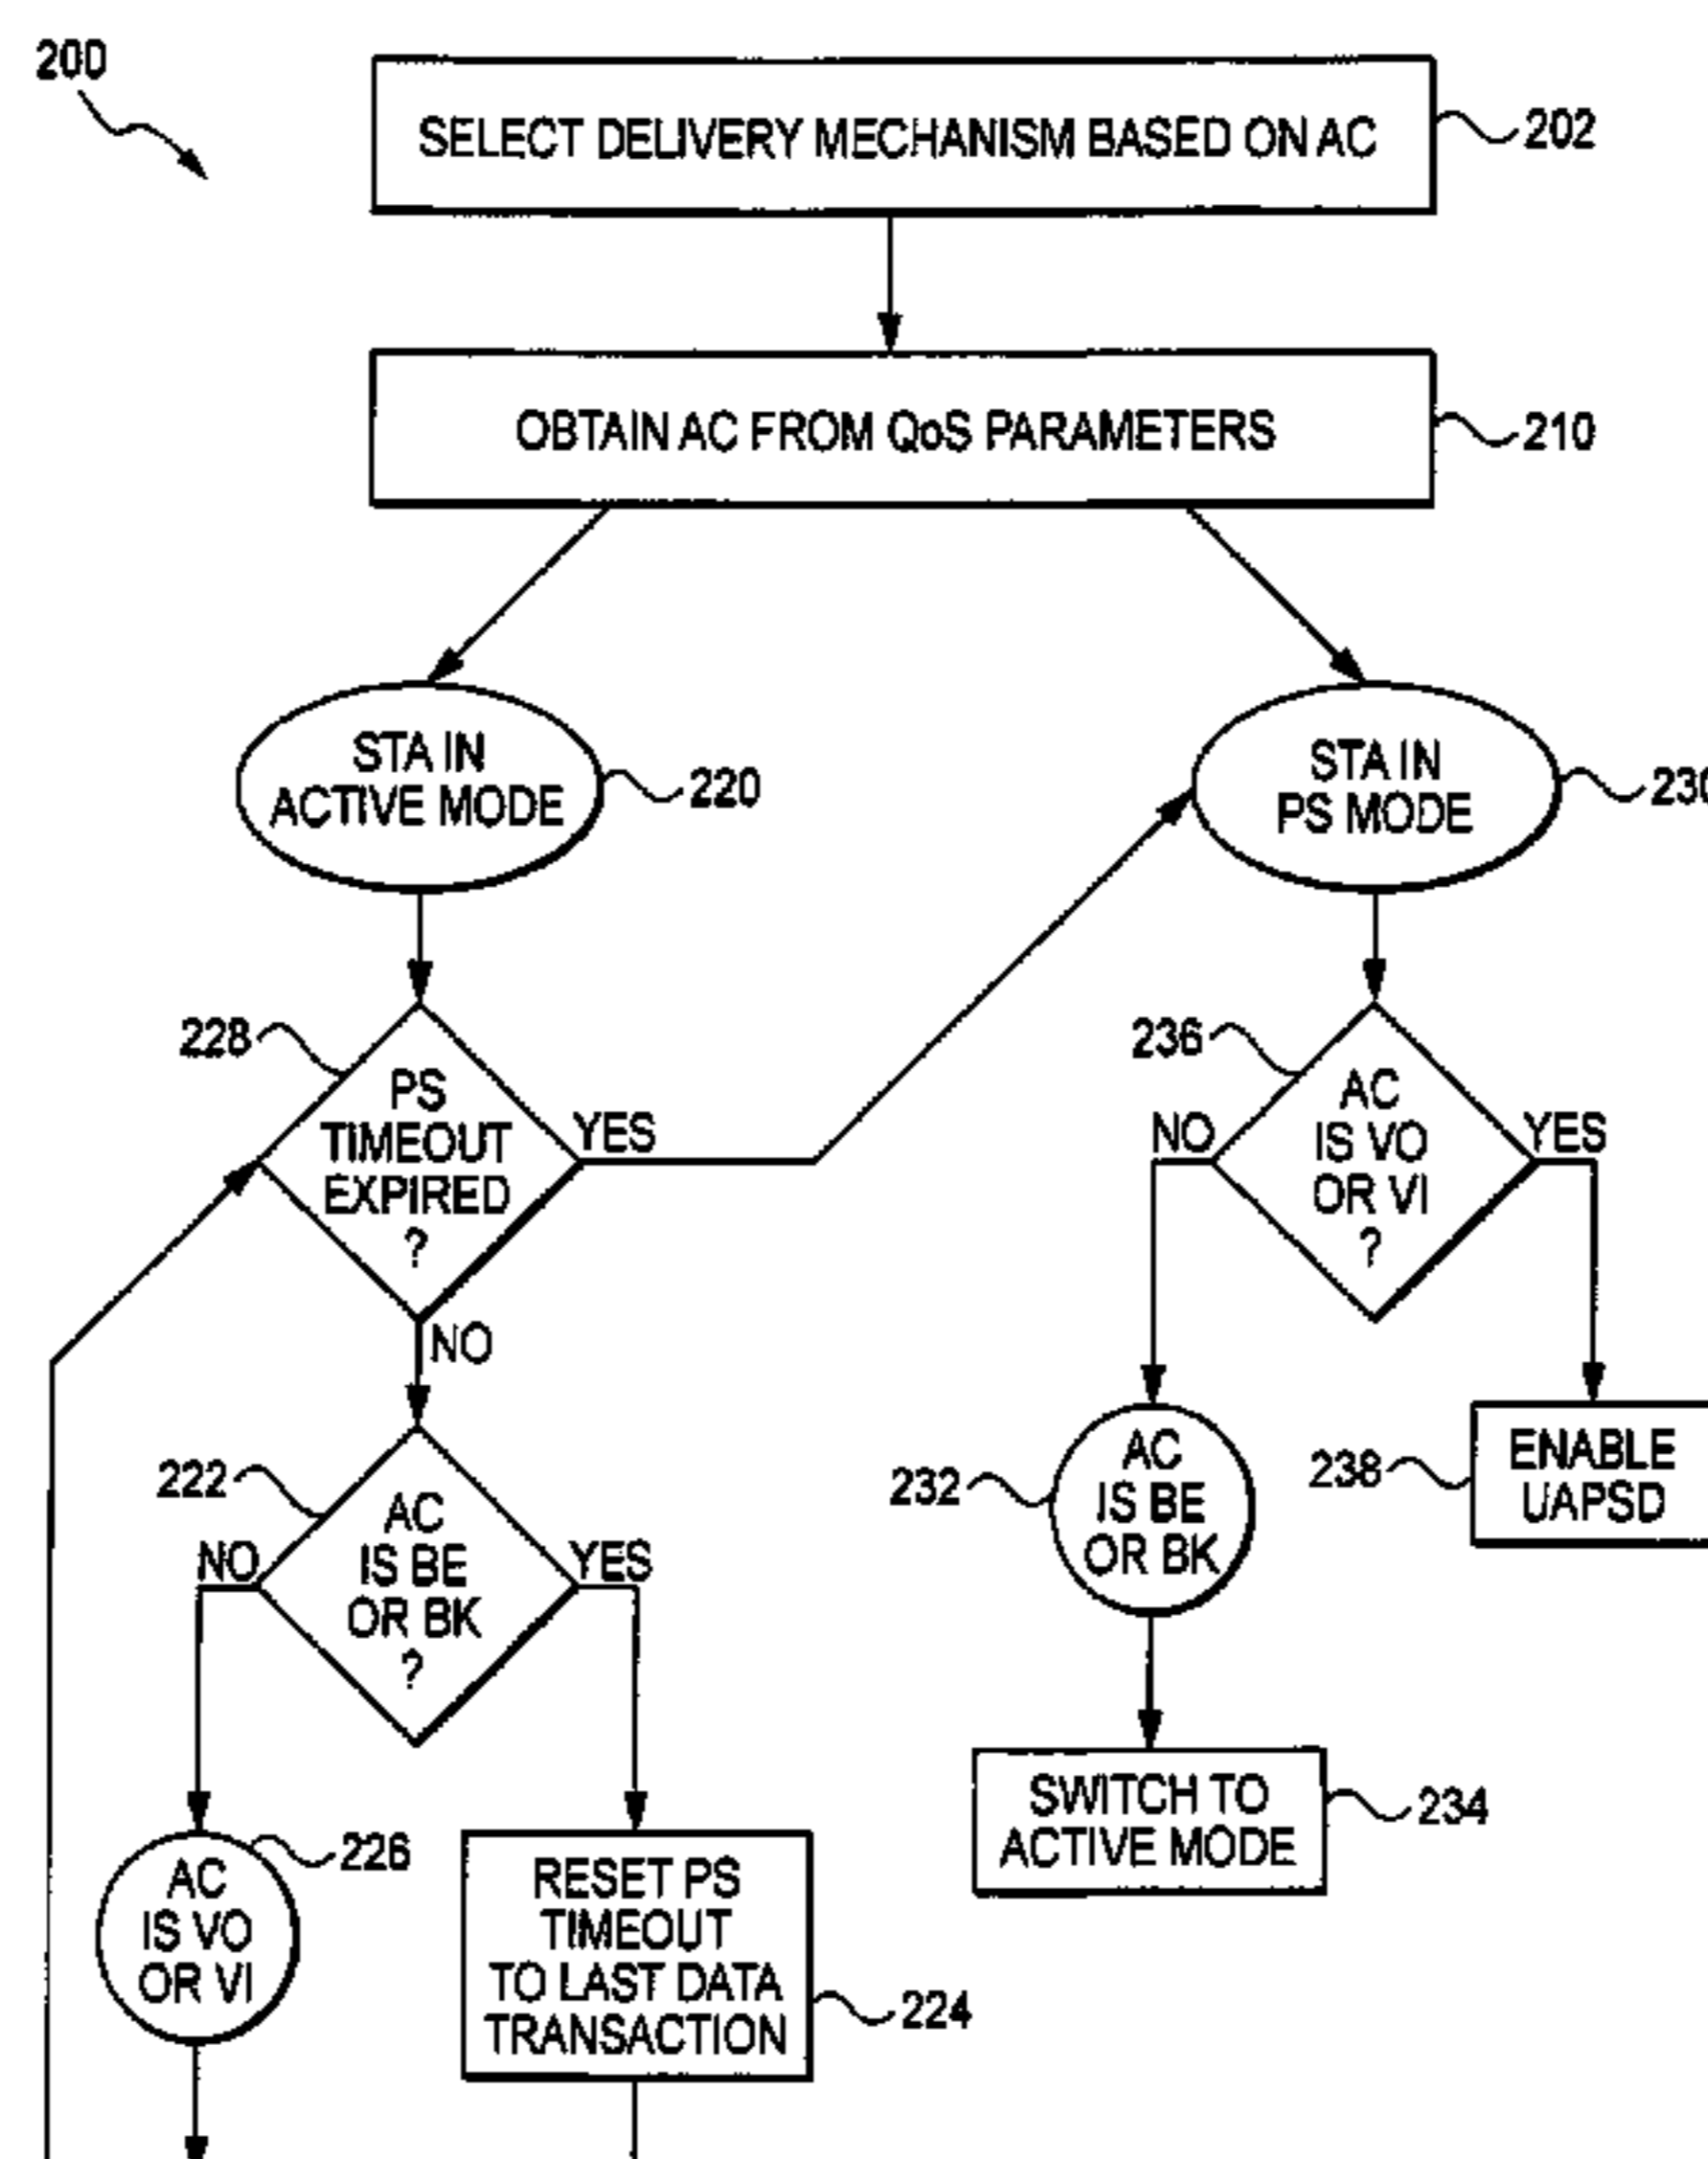 200
SELECT DELIVERY MECHANISM BASED ON AC
202
OBTAIN AC FROM QoS PARAMETERS
210
STA IN
ACTIVE MODE
220
STA IN
PS MODE
230
228
PS
TIMEOUT
EXPIRED
?
YES
NO
236
AC
IS VO
OR VI
?
NO
YES
222
AC
IS BE
OR BK
?
NO
YES
232
AC
IS BE
OR BK
238
ENABLE
UAPSD
226
AC
IS VO
OR VI
RESET PS
TIMEOUT
TO LAST DATA
TRANSACTION
224
SWITCH TO
ACTIVE MODE
234